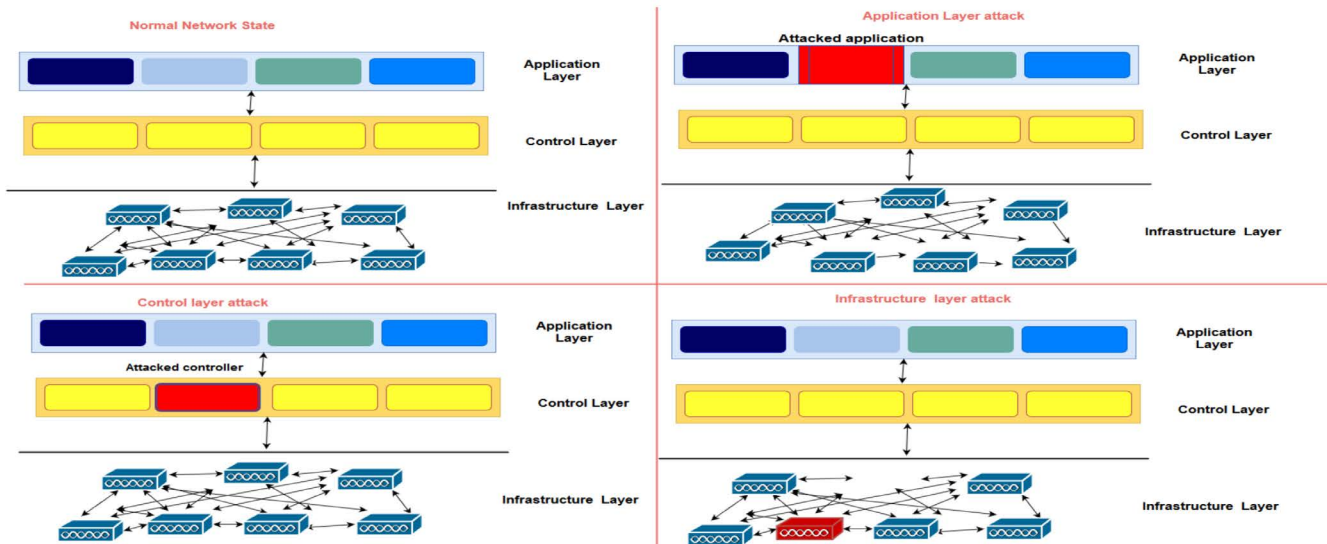 Normal Network State
Application
Layer
Control Layer
Infrastructure Layer
Application Layer attack
Attacked application
Application
Layer
Control Layer
Infrastructure Layer
Control layer attack
Application
Layer
Attacked controller
Control Layer
Infrastructure Layer
Infrastructure layer attack
Application
Layer
Control Layer
Infrastructure Layer